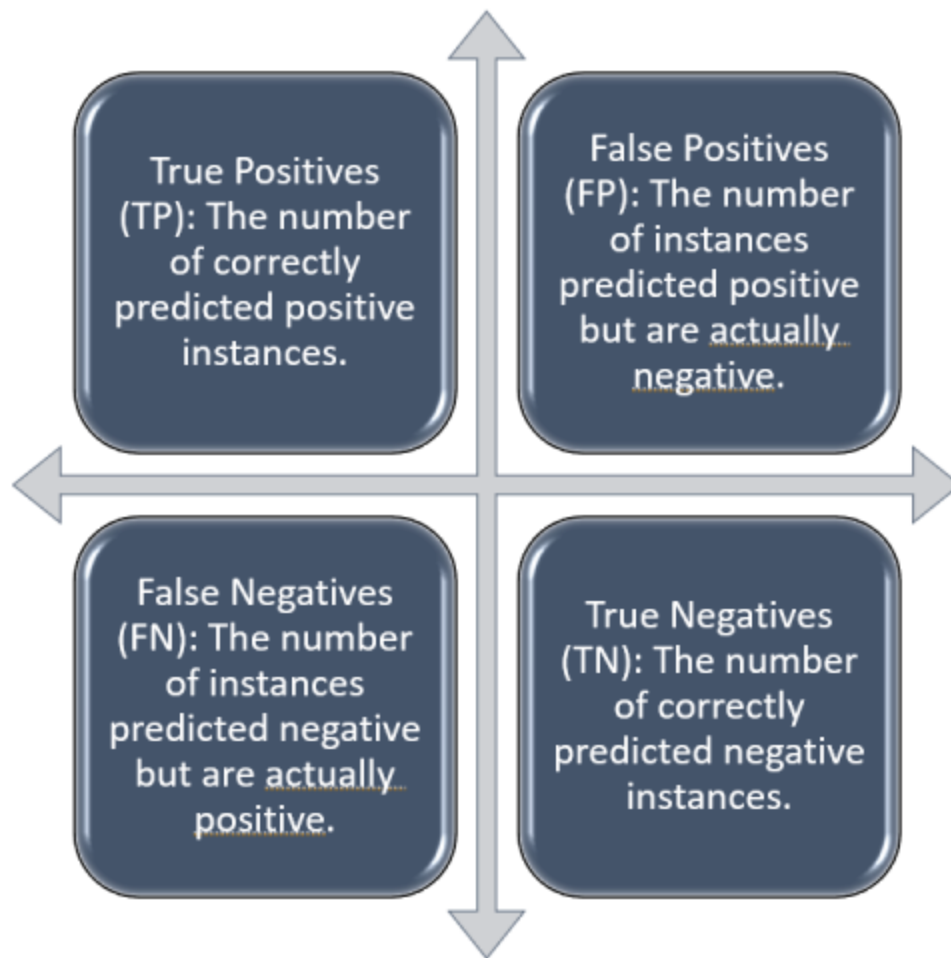 True Positives
(TP): The number
of correctly
predicted positive
instances.
False Positives
(FP): The number
of instances
predicted positive
but are actually
negative.
False Negatives
(FN): The number
of instances
predicted negative
but are actually
positive.
True Negatives
(TN): The number
of correctly
predicted negative
instances.